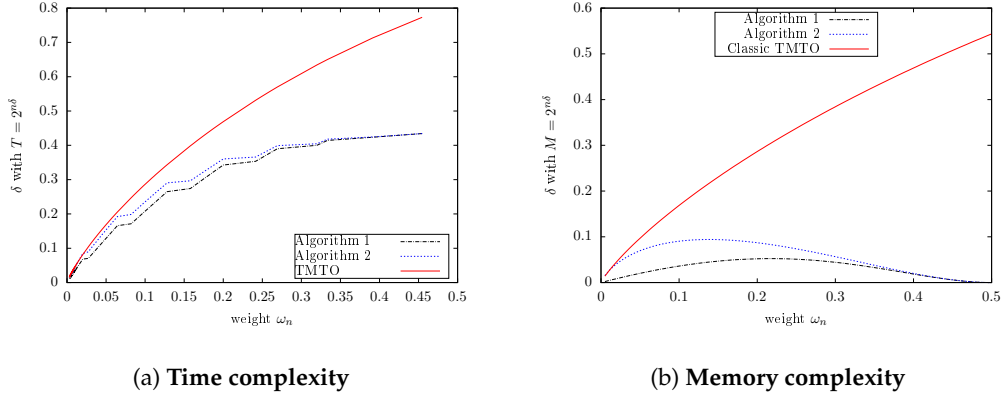 0.8
0.7
0.6
0.5
0.4
0.3
0.2
0.1
0
δ with T = 2^{nδ}
Algorithm 1
Algorithm 2
TMTO
0 0.05 0.1 0.15 0.2 0.25 0.3 0.35 0.4 0.45 0.5
weight ω_n
(a) Time complexity
0.6
0.5
0.4
0.3
0.2
0.1
0
δ with M = 2^{nδ}
Algorithm 1
Algorithm 2
Classic TMTO
0 0.1 0.2 0.3 0.4 0.5
weight ω_n
(b) Memory complexity